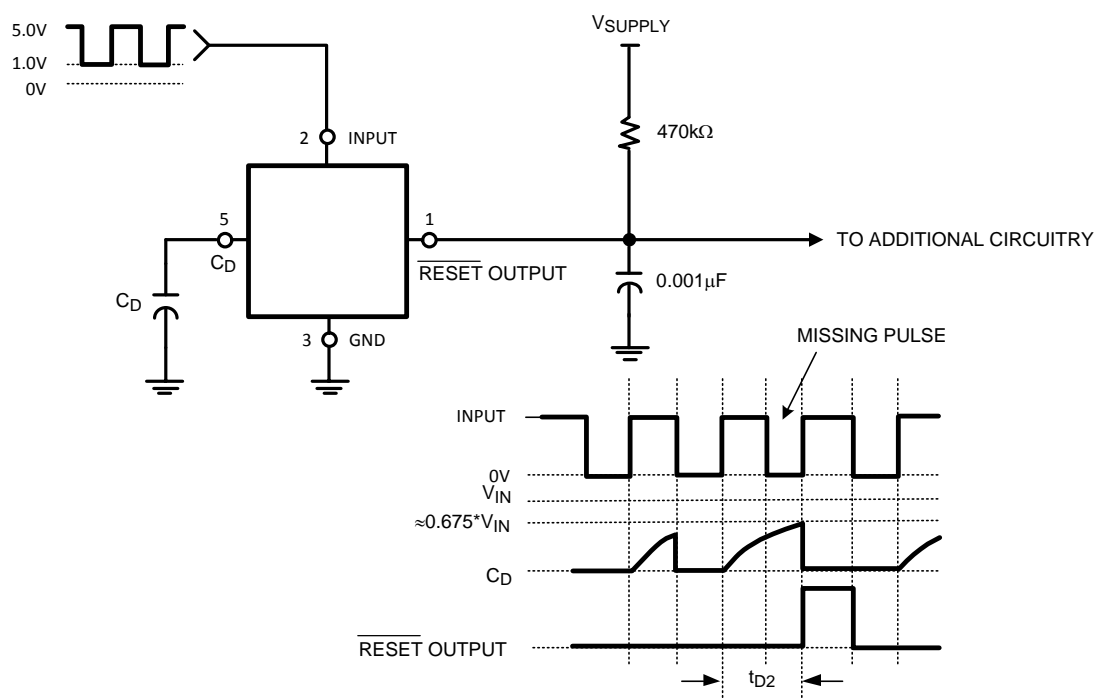 5.0V
1.0V
0V
VSUPPLY
470kΩ
2 INPUT
5
CD
1
RESET OUTPUT
TO ADDITIONAL CIRCUITRY
CD
0.001μF
3 GND
MISSING PULSE
INPUT
0V
VIN
≈0.675*VIN
CD
RESET OUTPUT
tD2